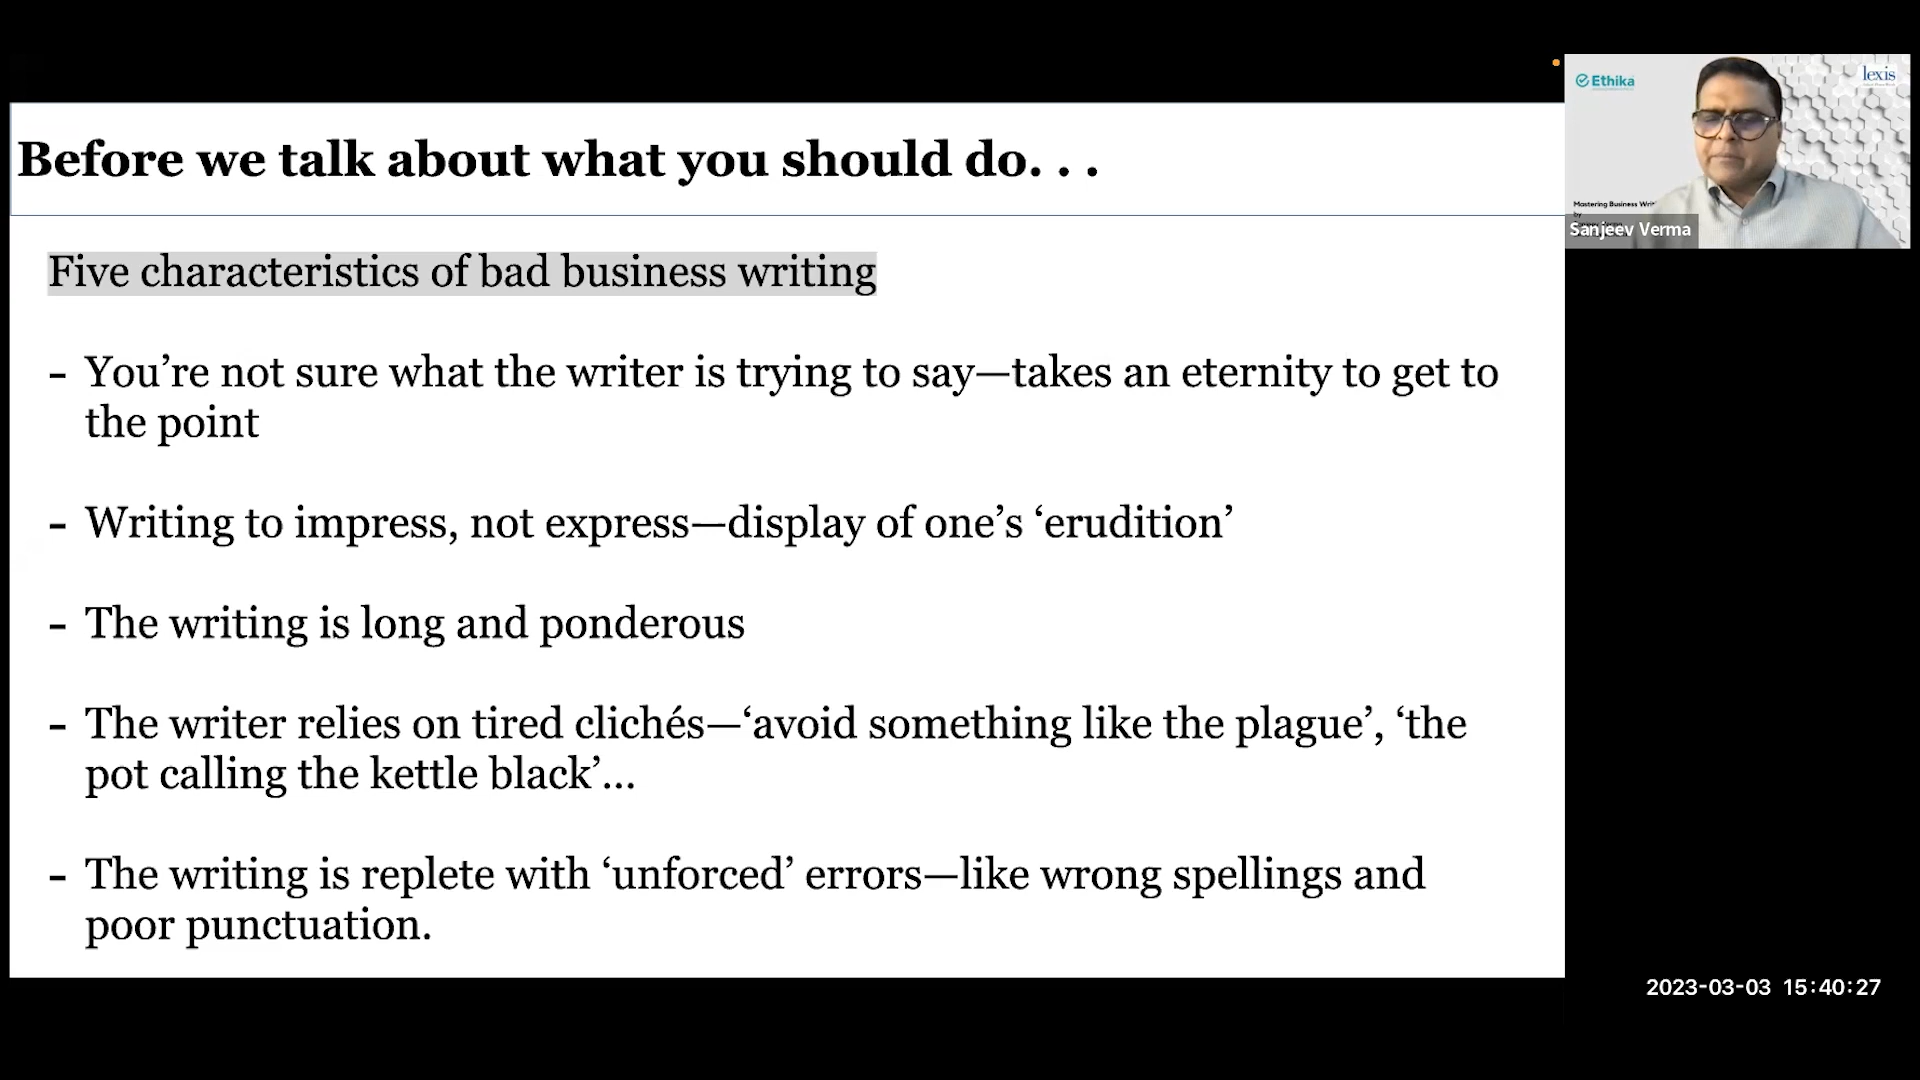 Before we talk about what you should do. . .
Five characteristics of bad business writing
- You’re not sure what the writer is trying to say—takes an eternity to get to
the point
- Writing to impress, not express—display of one’s ‘erudition’
- The writing is long and ponderous
- The writer relies on tired clichés—‘avoid something like the plague’, ‘the
pot calling the kettle black’...
- The writing is replete with ‘unforced’ errors—like wrong spellings and
poor punctuation.
Ethika
lexis
Mastering Business Writ
by
Sanjeev Verma
2023-03-03 15:40:27